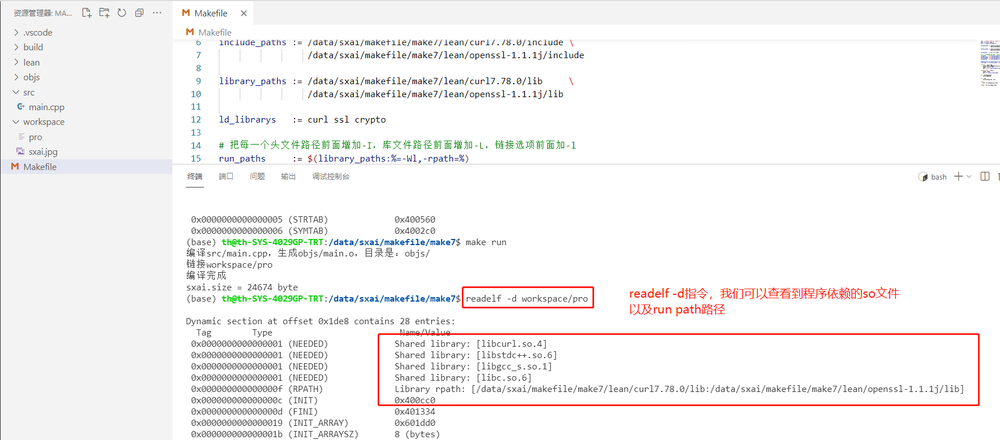 资源管理器: MA...
.vscode
build
lean
objs
src
main.cpp
workspace
pro
sxai.jpg
Makefile
Makefile
Makefile
6 include_paths := /data/sxai/makefile/make7/lean/curl7.78.0/include \
7 /data/sxai/makefile/make7/lean/openssl-1.1.1j/include
8
9 library_paths := /data/sxai/makefile/make7/lean/curl7.78.0/lib \
10 /data/sxai/makefile/make7/lean/openssl-1.1.1j/lib
11
12 ld_librarys := curl ssl crypto
13
14 # 把每一个头文件路径前面增加-I，库文件路径前面增加-L，链接选项前面加-l
15 run_paths := $(library_paths:%=-Wl,-rpath=%)
终端 端口 问题 输出 调试控制台
bash
0x0000000000000005 (STRTAB) 0x400560
0x0000000000000006 (SYMTAB) 0x4002c0
(base) th@th-SYS-4029GP-TRT:/data/sxai/makefile/make7$ make run
编译src/main.cpp，生成objs/main.o，目录是：objs/
链接workspace/pro
编译完成
sxai.size = 24674 byte
(base) th@th-SYS-4029GP-TRT:/data/sxai/makefile/make7$ readelf -d workspace/pro
readelf -d指令，我们可以查看到程序依赖的so文件
以及run path路径
Dynamic section at offset 0x1de8 contains 28 entries:
Tag Type Name/Value
0x0000000000000001 (NEEDED) Shared library: [libcurl.so.4]
0x0000000000000001 (NEEDED) Shared library: [libstdc++.so.6]
0x0000000000000001 (NEEDED) Shared library: [libgcc_s.so.1]
0x0000000000000001 (NEEDED) Shared library: [libc.so.6]
0x000000000000000f (RPATH) Library rpath: [/data/sxai/makefile/make7/lean/curl7.78.0/lib:/data/sxai/makefile/make7/lean/openssl-1.1.1j/lib]
0x000000000000000c (INIT) 0x400cc0
0x000000000000000d (FINI) 0x401334
0x0000000000000019 (INIT_ARRAY) 0x601dd0
0x000000000000001b (INIT_ARRAYSZ) 8 (bytes)